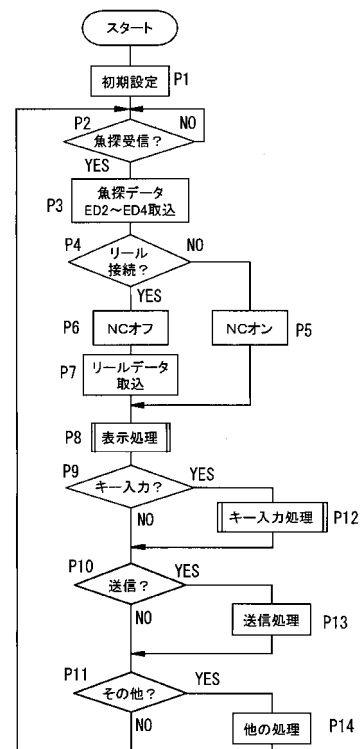 スタート
初期設定 P1
P2 NO
魚探受信?
YES
魚探データ
P3 ED2~ED4取込
P4 NO
リール
接続?
YES
P6 NCオフ NCオン P5
P7 リールデータ
取込
P8 表示処理
P9 YES
キー入力?
NO キー入力処理 P12
P10 YES
送信?
NO 送信処理 P13
P11 YES
その他?
NO 他の処理 P14